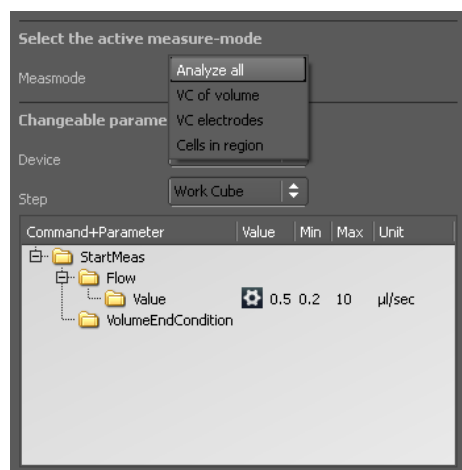 Select the active measure-mode
Measmode
Analyze all
VC of volume
VC electrodes
Cells in region
Changeable parame
Device
Step
Work Cube
Command+Parameter Value Min Max Unit
StartMeas
Flow
Value 0.5 0.2 10 µl/sec
VolumeEndCondition